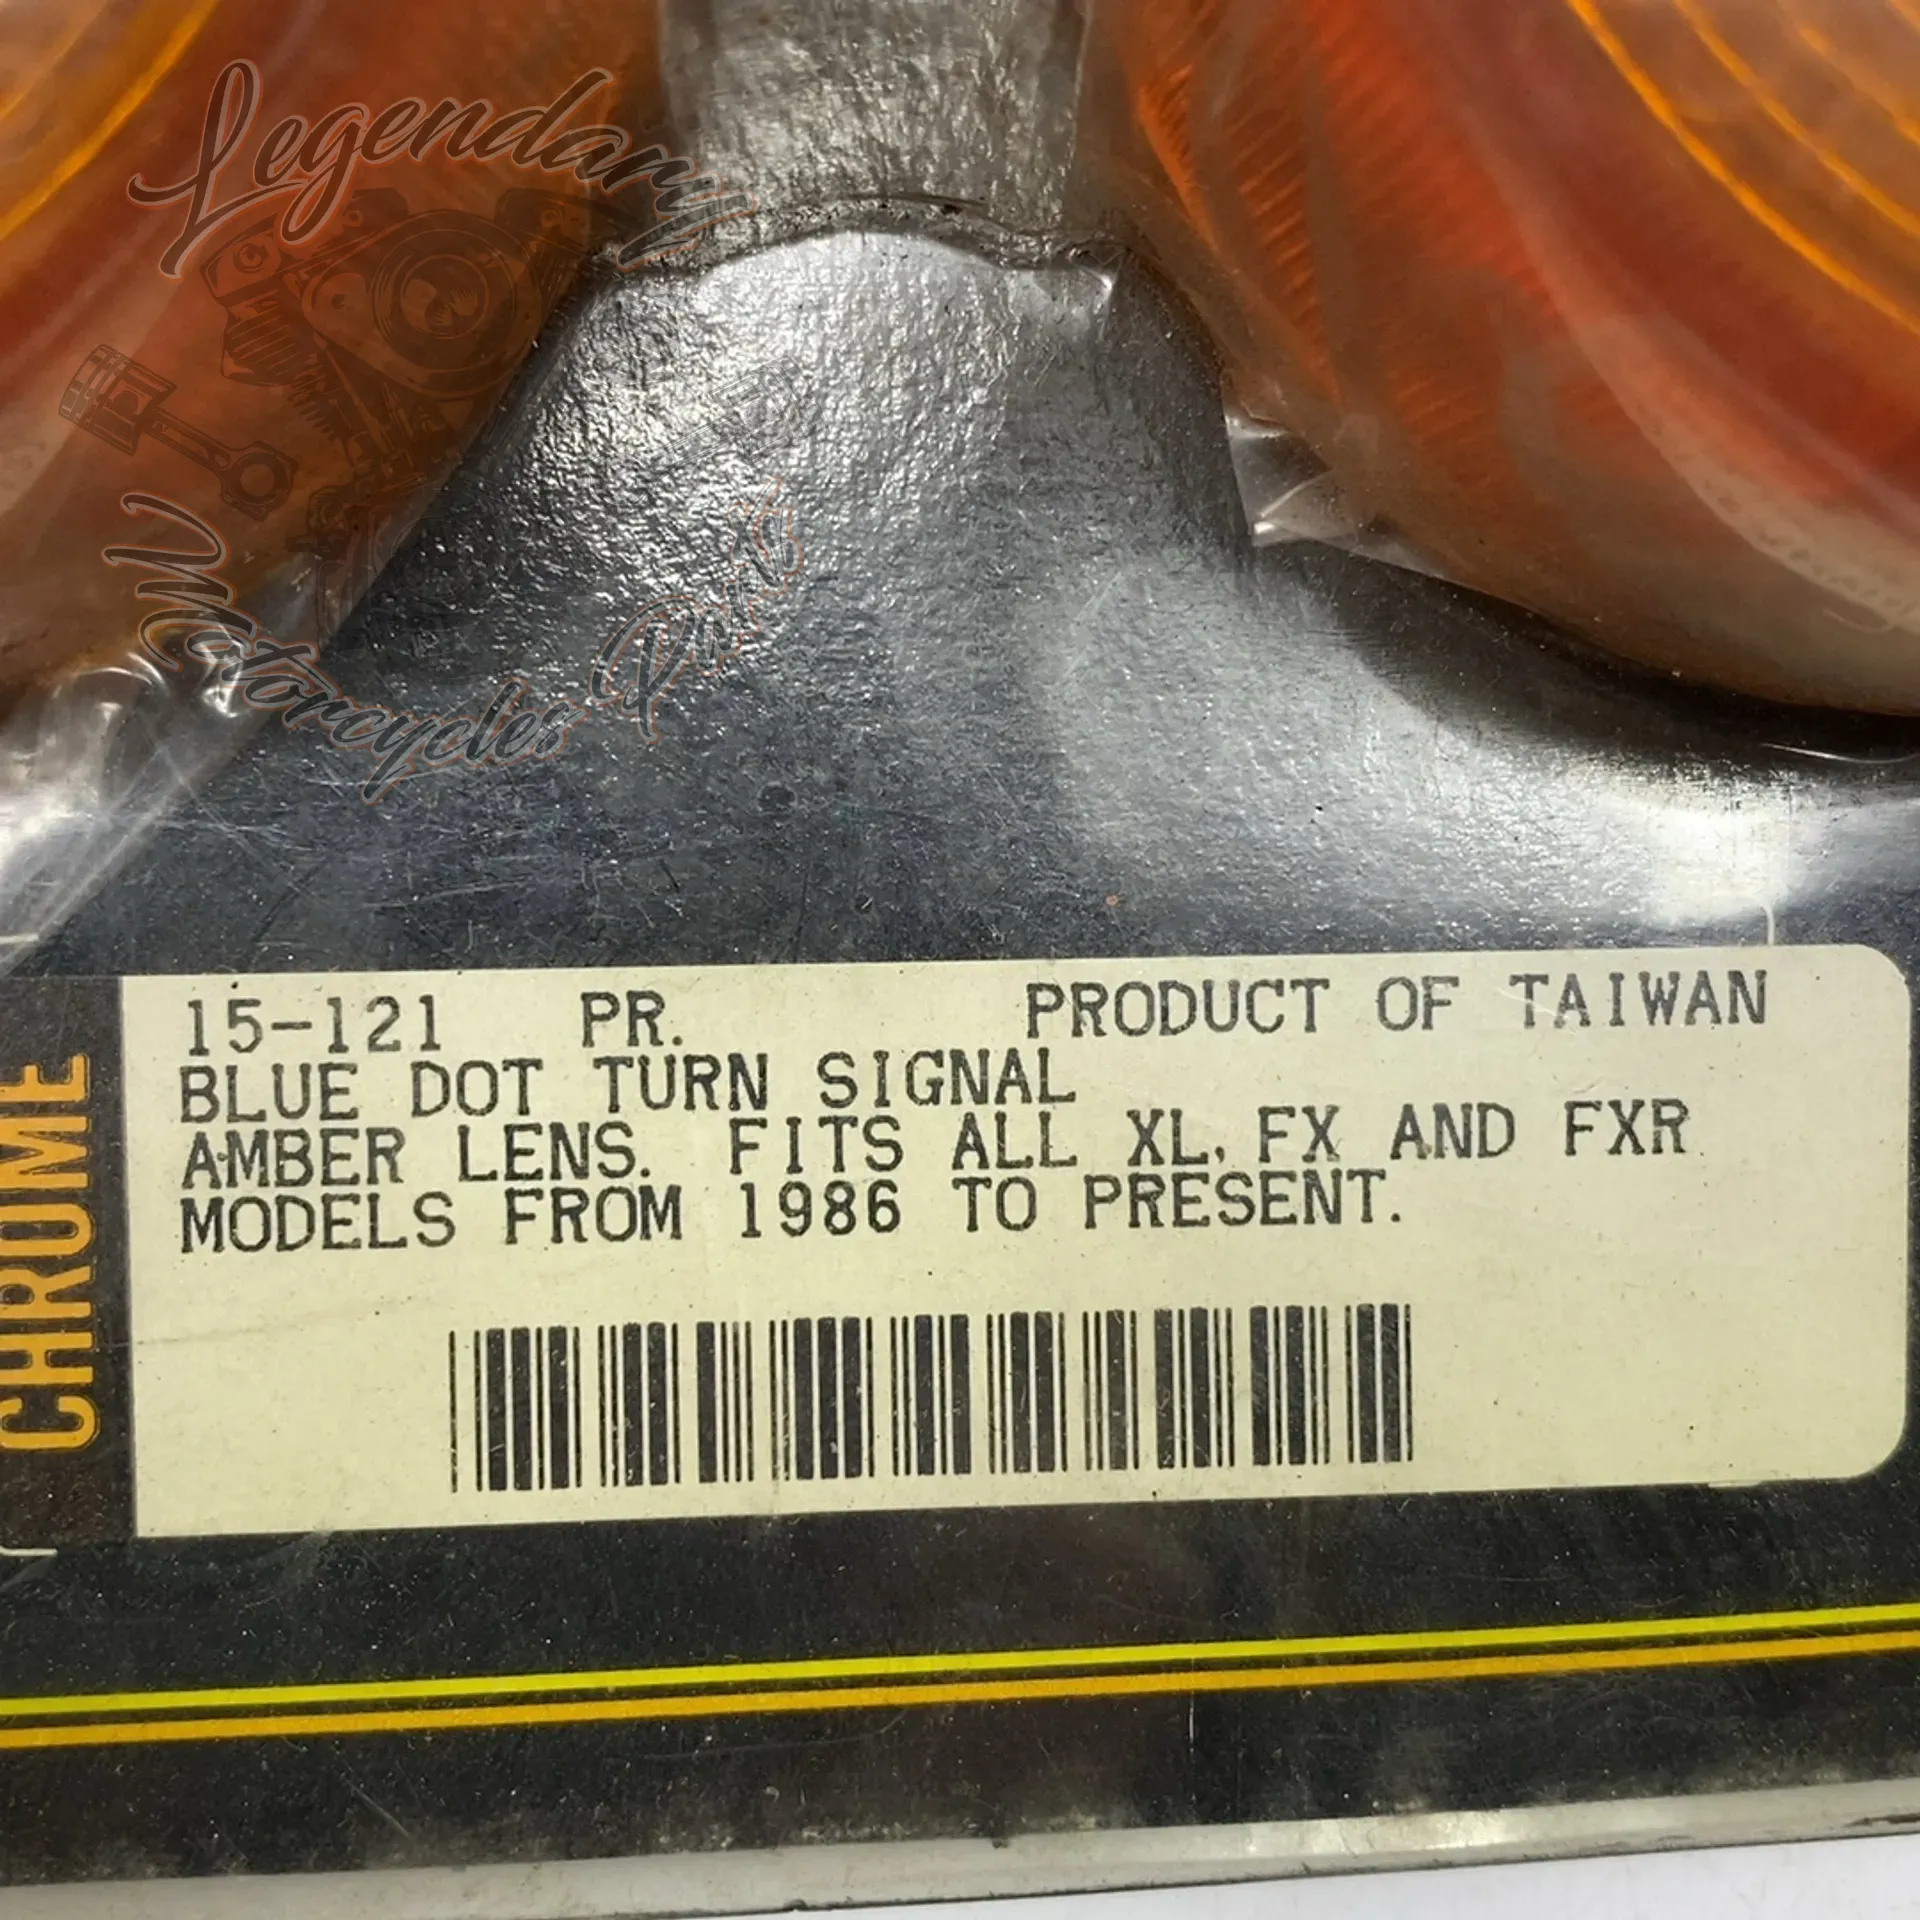 Legendary
Motorcycles Parts
CHROME
15-121 PR. PRODUCT OF TAIWAN
BLUE DOT TURN SIGNAL
AMBER LENS. FITS ALL XL, FX AND FXR
MODELS FROM 1986 TO PRESENT.